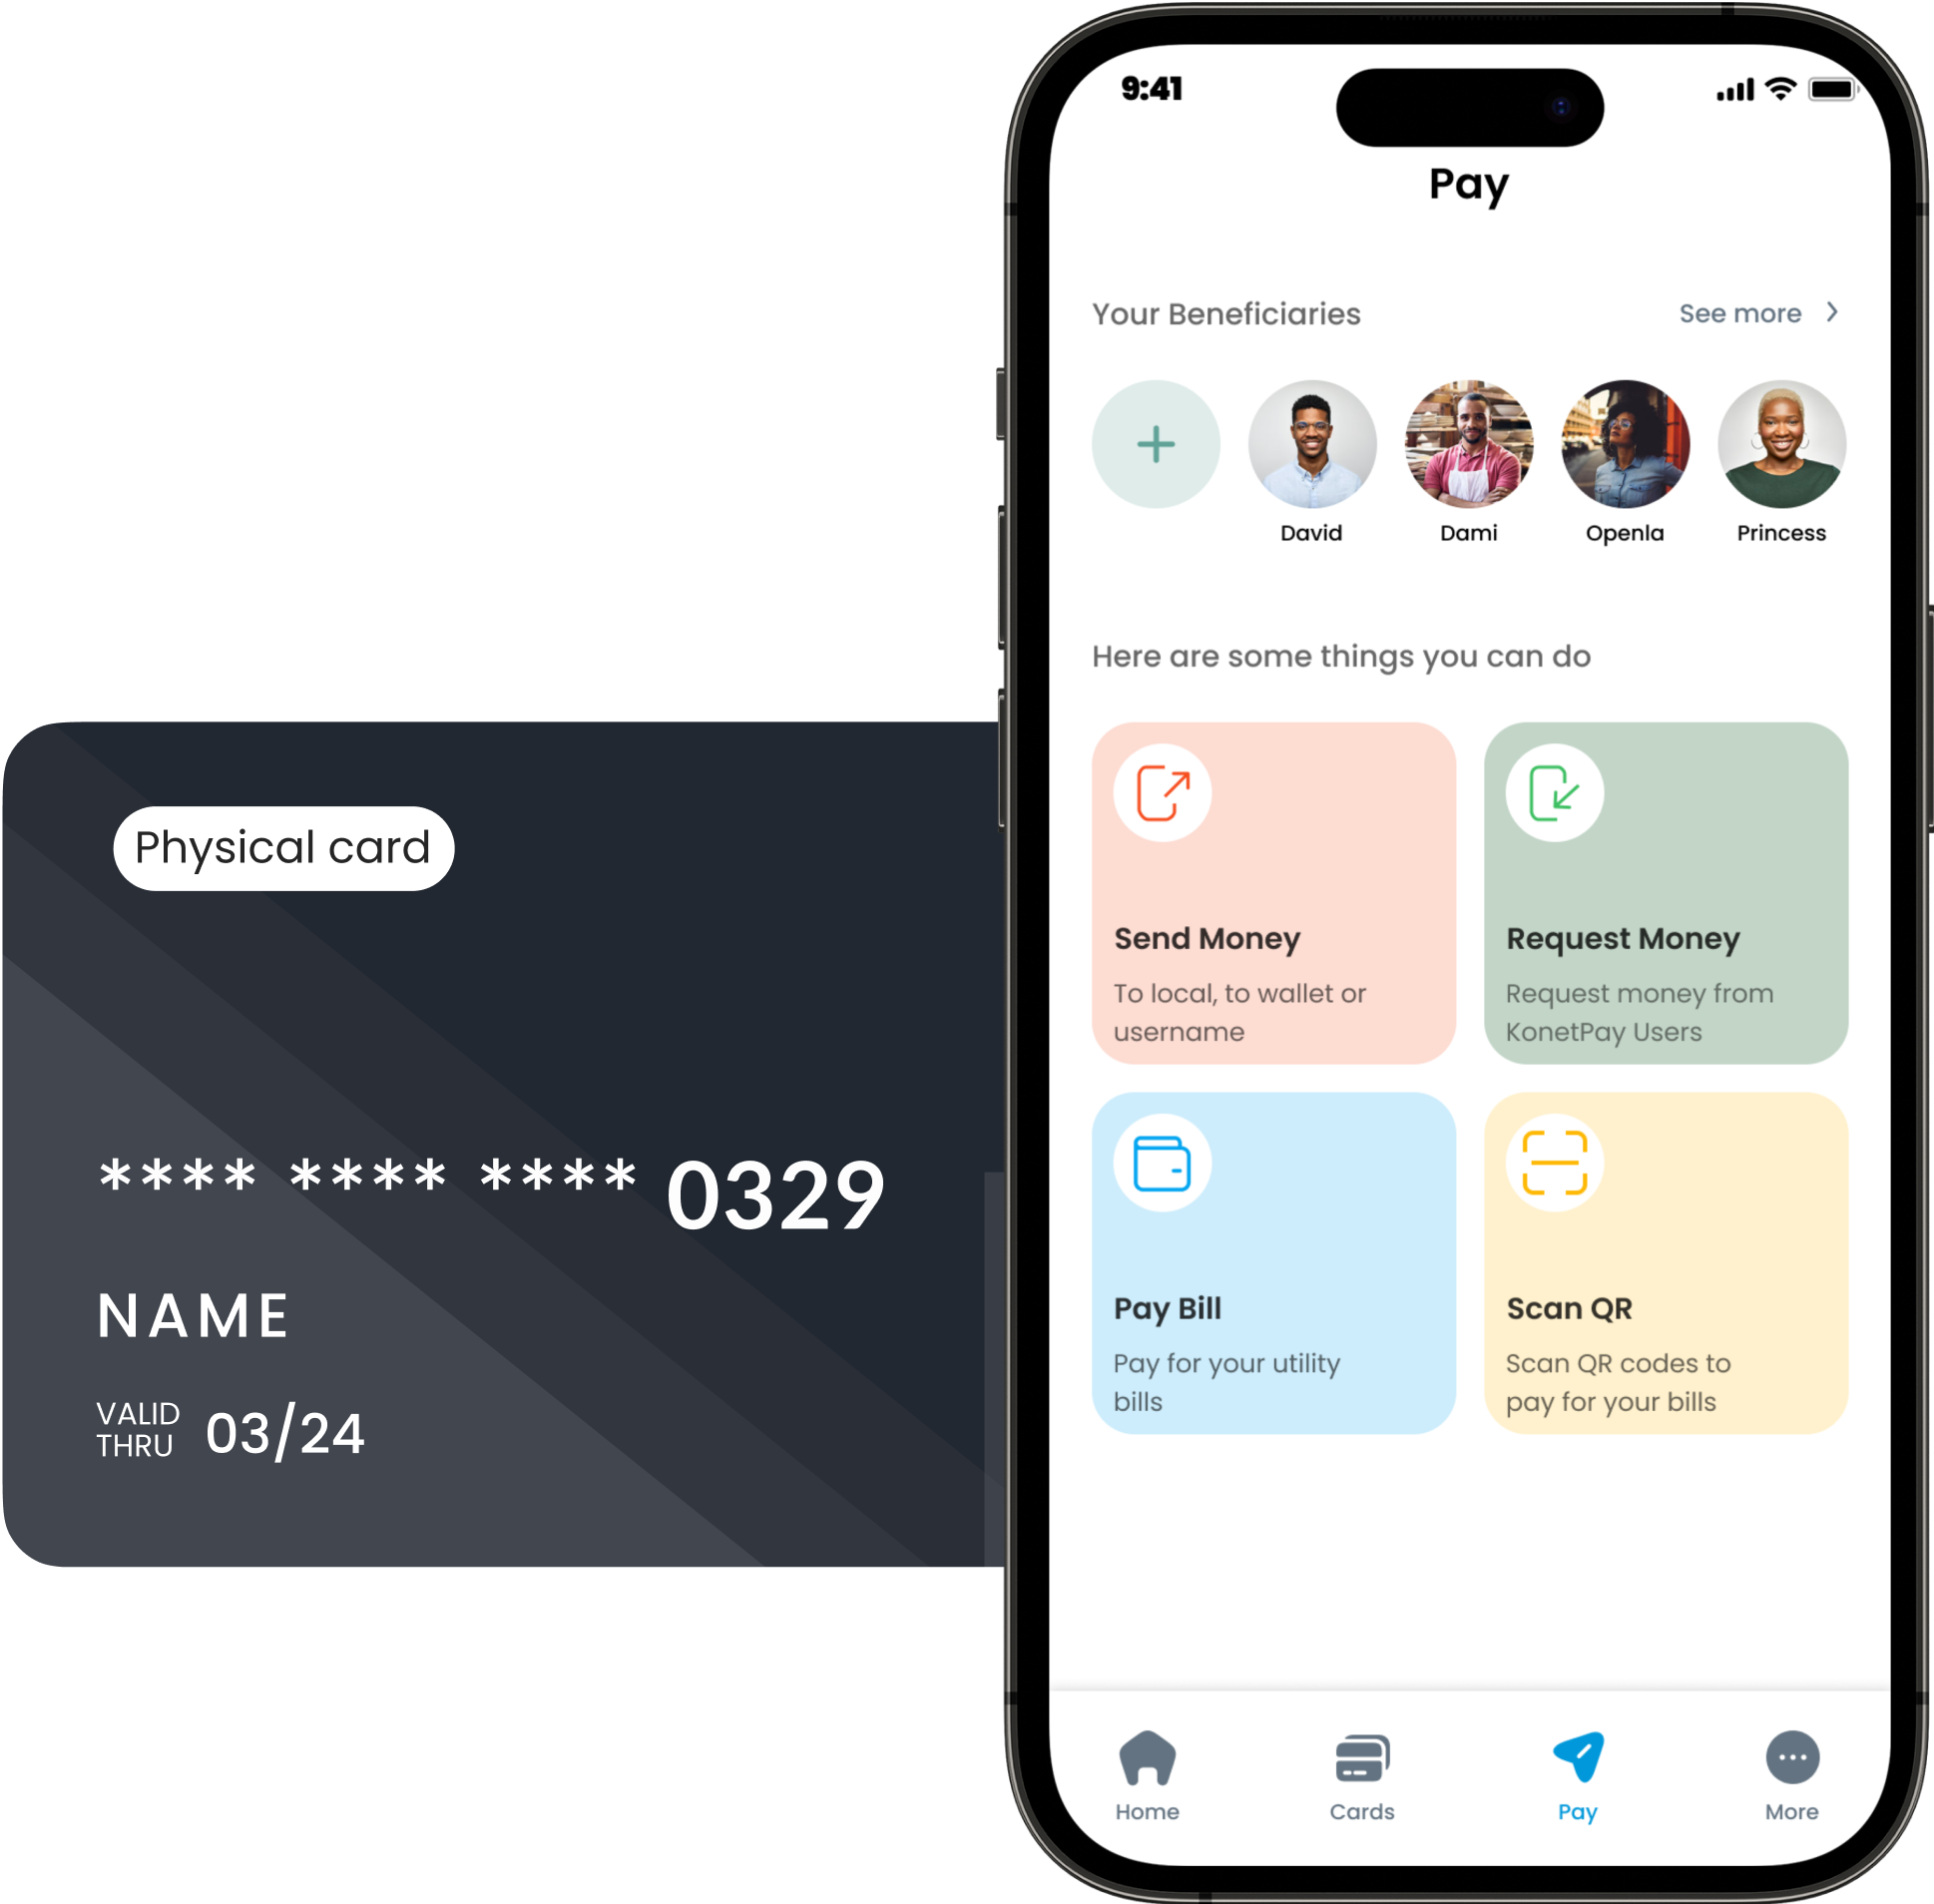 9:41
Pay
Your Beneficiaries
See more
David
Dami
Openla
Princess
Here are some things you can do
Send Money
To local, to wallet or
username
Request Money
Request money from
KonetPay Users
Pay Bill
Pay for your utility
bills
Scan QR
Scan QR codes to
pay for your bills
Home
Cards
Pay
More
Physical card
**** **** **** 0329
NAME
VALID
THRU
03/24